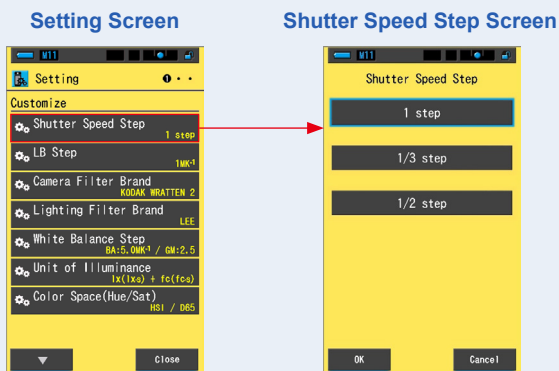 Setting Screen
Shutter Speed Step Screen
M11
Setting
Customize
Shutter Speed Step
1 step
LB Step
1MK⁻¹
Camera Filter Brand
KODAK WRATTEN 2
Lighting Filter Brand
LEE
White Balance Step
BA:5.0MK⁻¹ / GM:2.5
Unit of Illuminance
lx(lx·s) + fc(fc·s)
Color Space(Hue/Sat)
HSI / D65
▼ Close
M11
Shutter Speed Step
1 step
1/3 step
1/2 step
OK Cancel